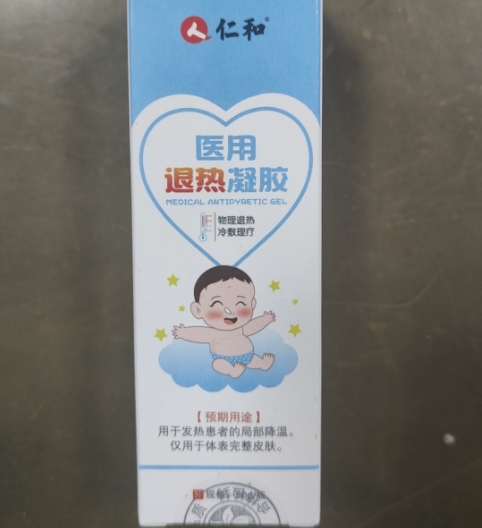 仁和®
医用
退热凝胶
MEDICAL ANTIPYRETIC GEL
物理退热
冷敷理疗
【预期用途】
用于发热患者的局部降温。
仅用于体表完整皮肤。